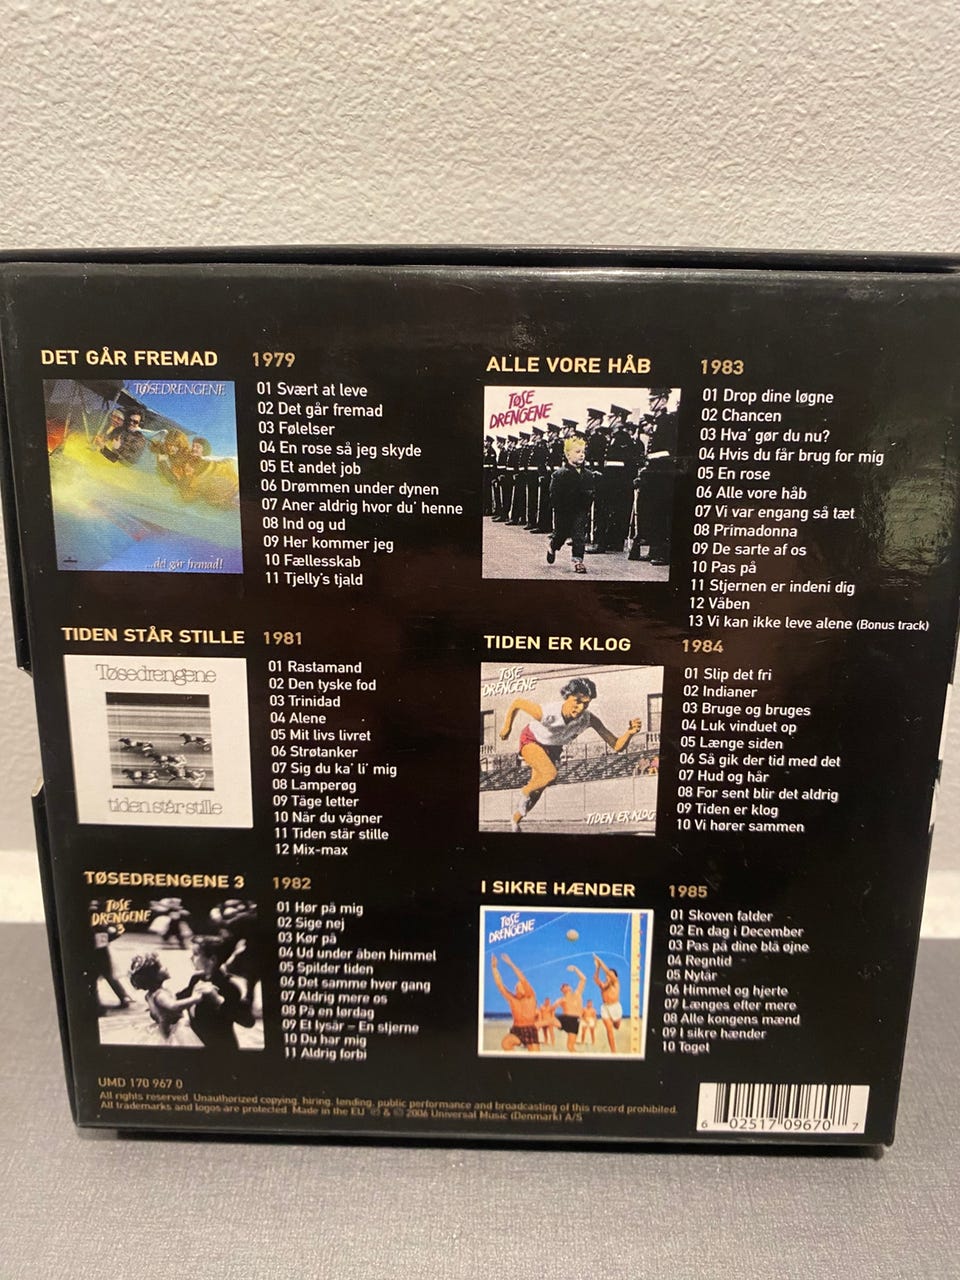 DET GÅR FREMAD 1979
TØSEDRENGENE
...det går fremad!
01 Svært at leve
02 Det går fremad
03 Følelser
04 En rose så jeg skyde
05 Et andet job
06 Drømmen under dynen
07 Aner aldrig hvor du' henne
08 Ind og ud
09 Her kommer jeg
10 Fællesskab
11 Tjelly's tjald
TIDEN STÅR STILLE 1981
Tøsedrengene
tiden står stille
01 Rastamand
02 Den tyske fod
03 Trinidad
04 Alene
05 Mit livs livret
06 Strøtanker
07 Sig du ka' li' mig
08 Lamperøg
09 Tåge letter
10 Når du vågner
11 Tiden står stille
12 Mix-max
TØSEDRENGENE 3 1982
TØSE
DRENGENE
3
01 Hør på mig
02 Sige nej
03 Kør på
04 Ud under åben himmel
05 Spilder tiden
06 Det samme hver gang
07 Aldrig mere os
08 På en lørdag
09 Et lysår – En stjerne
10 Du har mig
11 Aldrig forbi
ALLE VORE HÅB 1983
TØSE
DRENGENE
01 Drop dine løgne
02 Chancen
03 Hva' gør du nu?
04 Hvis du får brug for mig
05 En rose
06 Alle vore håb
07 Vi var engang så tæt
08 Primadonna
09 De sarte af os
10 Pas på
11 Stjernen er indeni dig
12 Våben
13 Vi kan ikke leve alene (Bonus track)
TIDEN ER KLOG 1984
TØSE
DRENGENE
TIDEN ER KLOG
01 Slip det fri
02 Indianer
03 Bruge og bruges
04 Luk vinduet op
05 Længe siden
06 Så gik der tid med det
07 Hud og hår
08 For sent blir det aldrig
09 Tiden er klog
10 Vi hører sammen
I SIKRE HÆNDER 1985
TØSE
DRENGENE
01 Skoven falder
02 En dag i December
03 Pas på dine blå øjne
04 Regntid
05 Nytår
06 Himmel og hjerte
07 Længes efter mere
08 Alle kongens mænd
09 I sikre hænder
10 Toget
UMD 170 967 0
All rights reserved. Unauthorized copying, hiring, lending, public performance and broadcasting of this record prohibited.
All trademarks and logos are protected. Made in the EU. ℗ & © 2006 Universal Music (Denmark) A/S
6 02517 09670 7